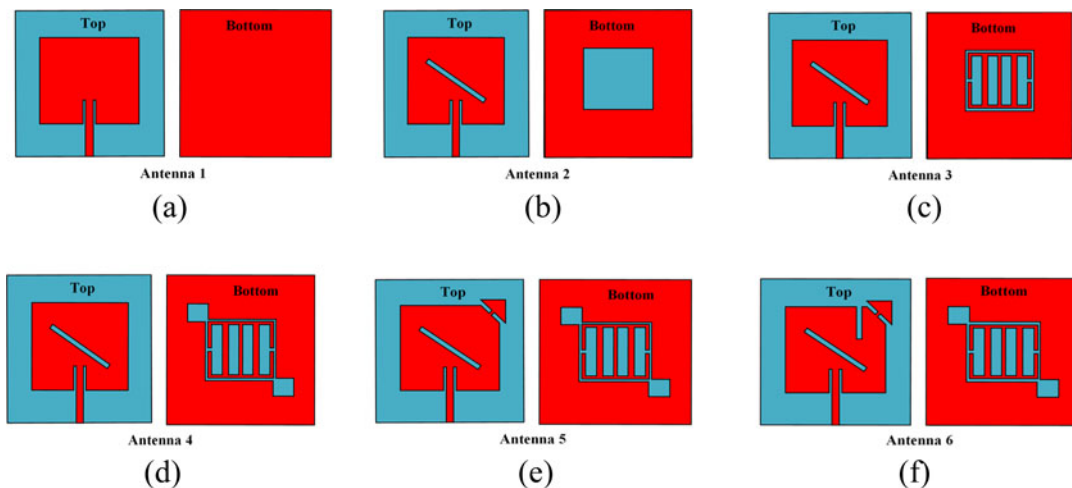 Top Bottom
Antenna 1
(a)
Top Bottom
Antenna 2
(b)
Top Bottom
Antenna 3
(c)
Top Bottom
Antenna 4
(d)
Top Bottom
Antenna 5
(e)
Top Bottom
Antenna 6
(f)